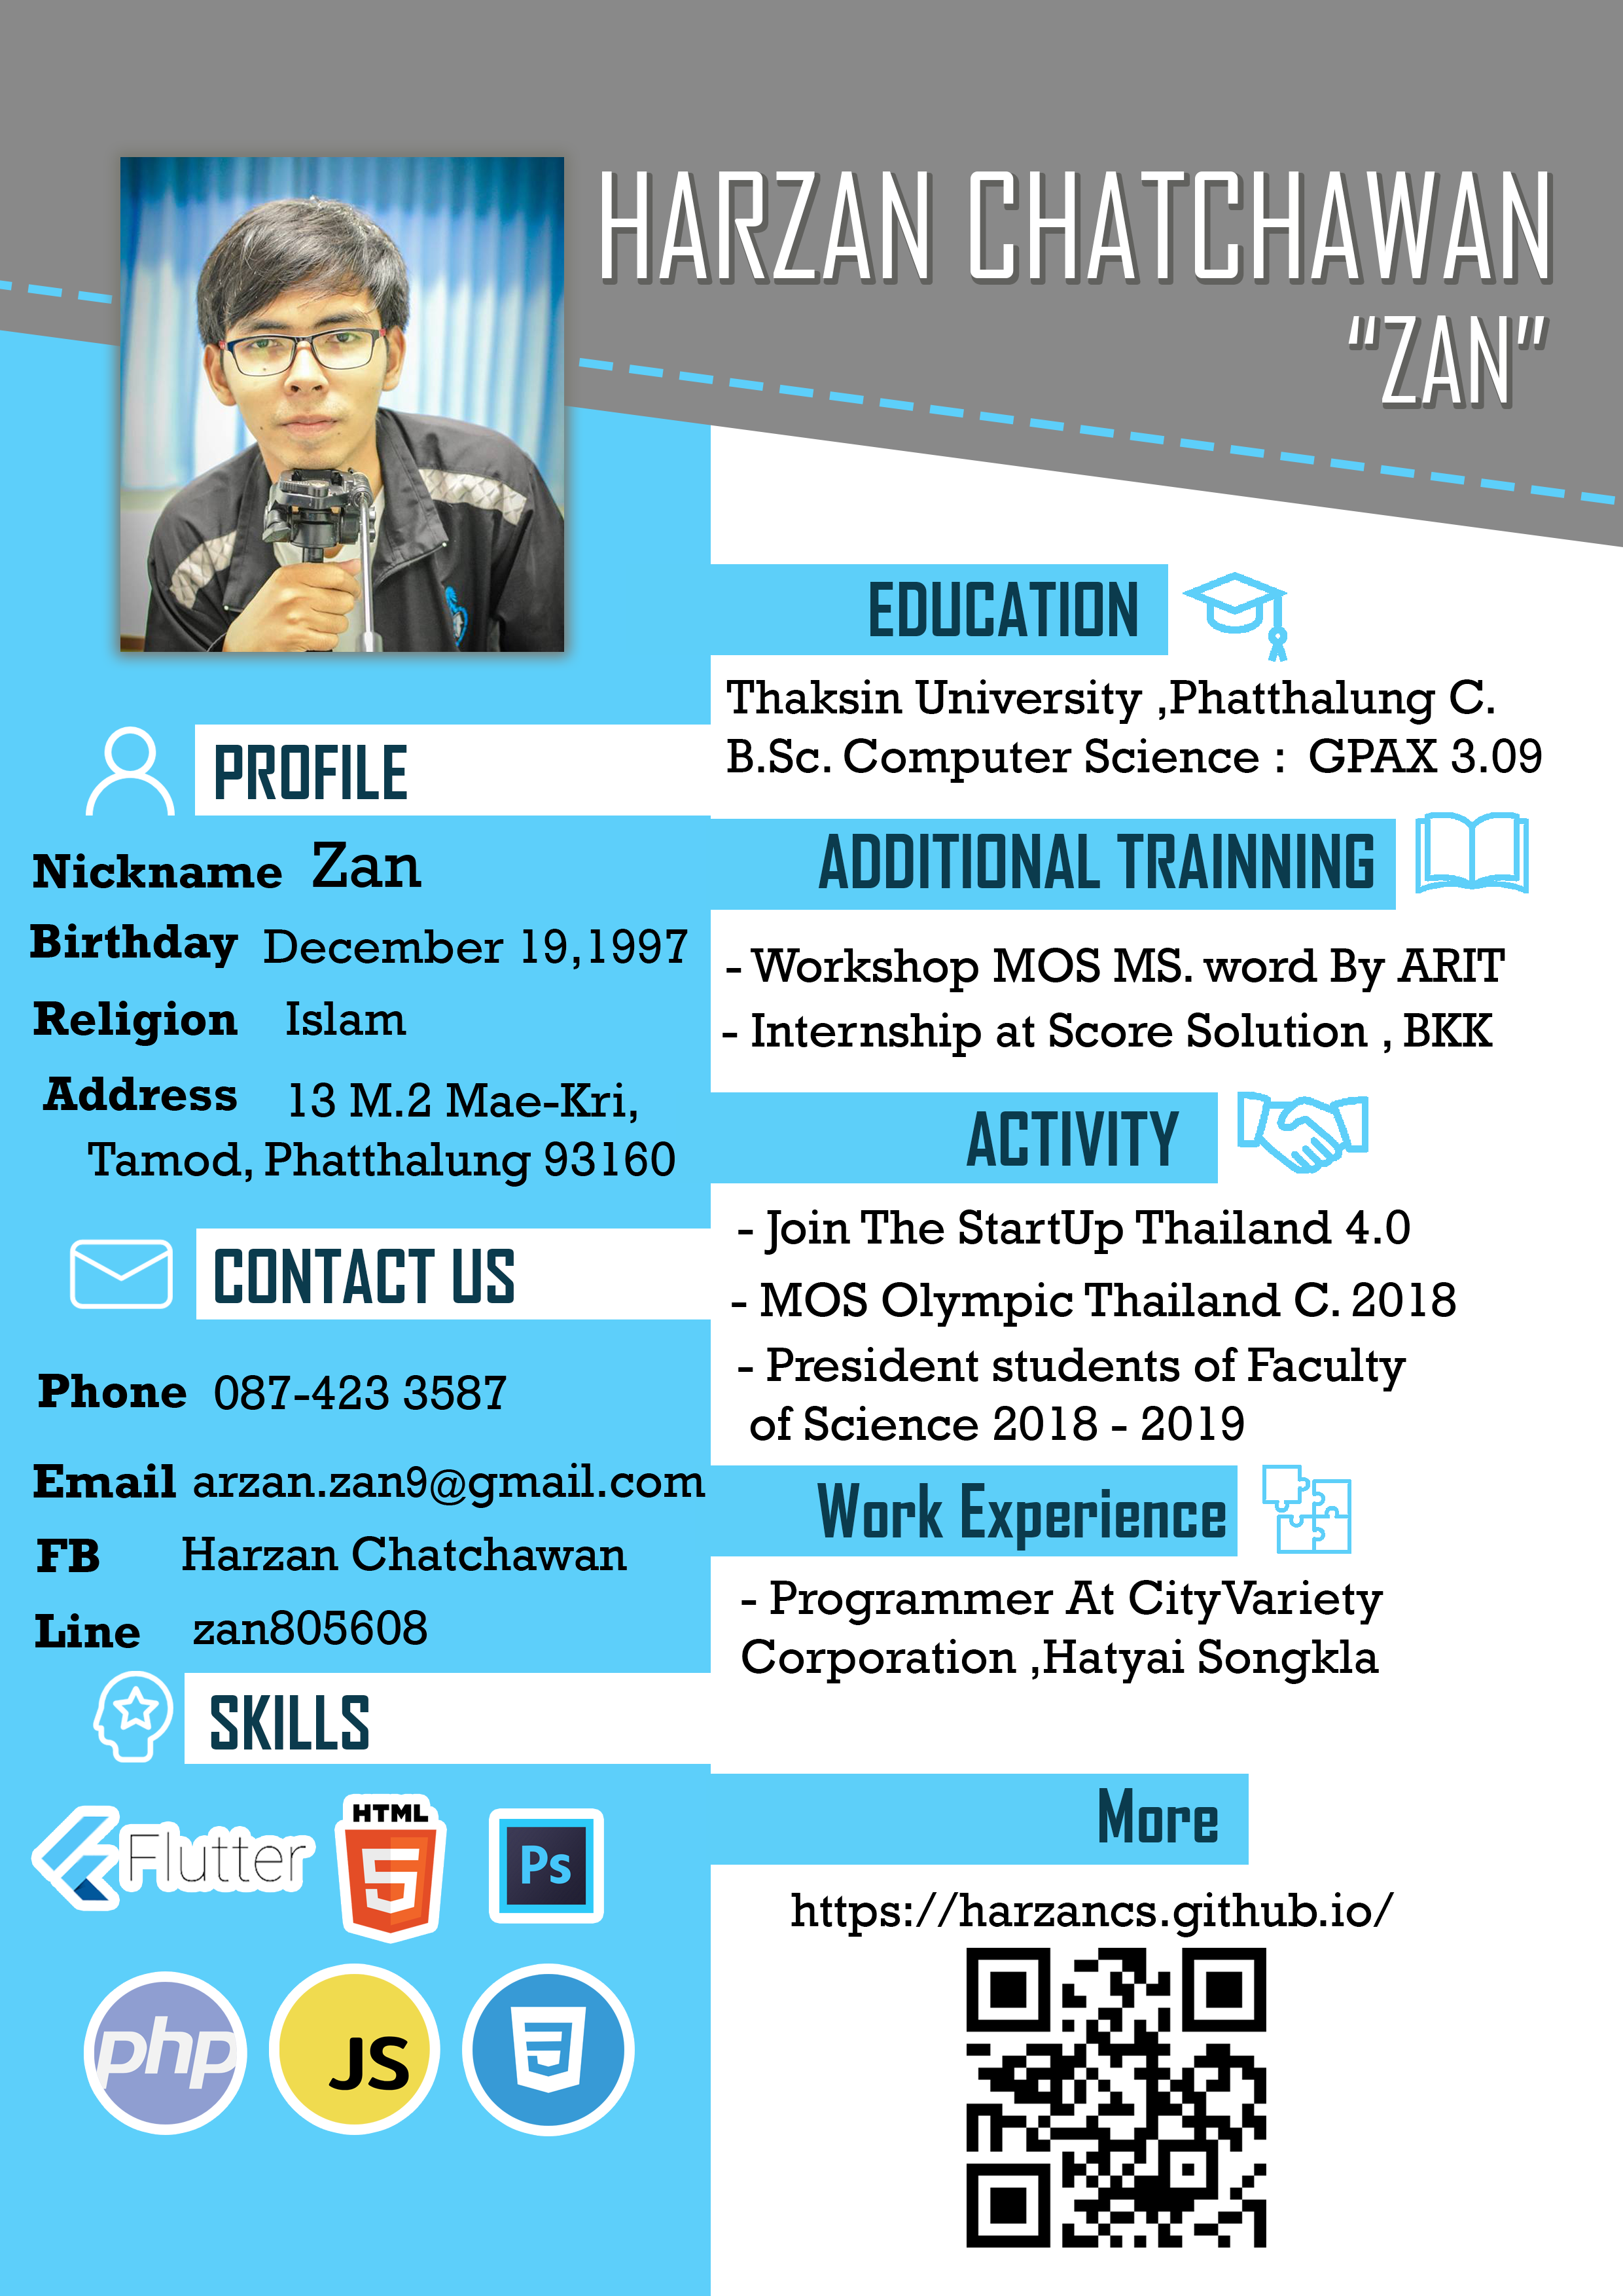 HARZAN CHATCHAWAN
“ZAN”
PROFILE
Nickname Zan
Birthday December 19,1997
Religion Islam
Address 13 M.2 Mae-Kri,
Tamod, Phatthalung 93160
CONTACT US
Phone 087-423 3587
Email arzan.zan9@gmail.com
FB Harzan Chatchawan
Line zan805608
SKILLS
Flutter
HTML
5
Ps
php
JS
3
EDUCATION
Thaksin University ,Phatthalung C.
B.Sc. Computer Science : GPAX 3.09
ADDITIONAL TRAINNING
- Workshop MOS MS. word By ARIT
- Internship at Score Solution , BKK
ACTIVITY
- Join The StartUp Thailand 4.0
- MOS Olympic Thailand C. 2018
- President students of Faculty
of Science 2018 - 2019
Work Experience
- Programmer At CityVariety
Corporation ,Hatyai Songkla
More
https://harzancs.github.io/